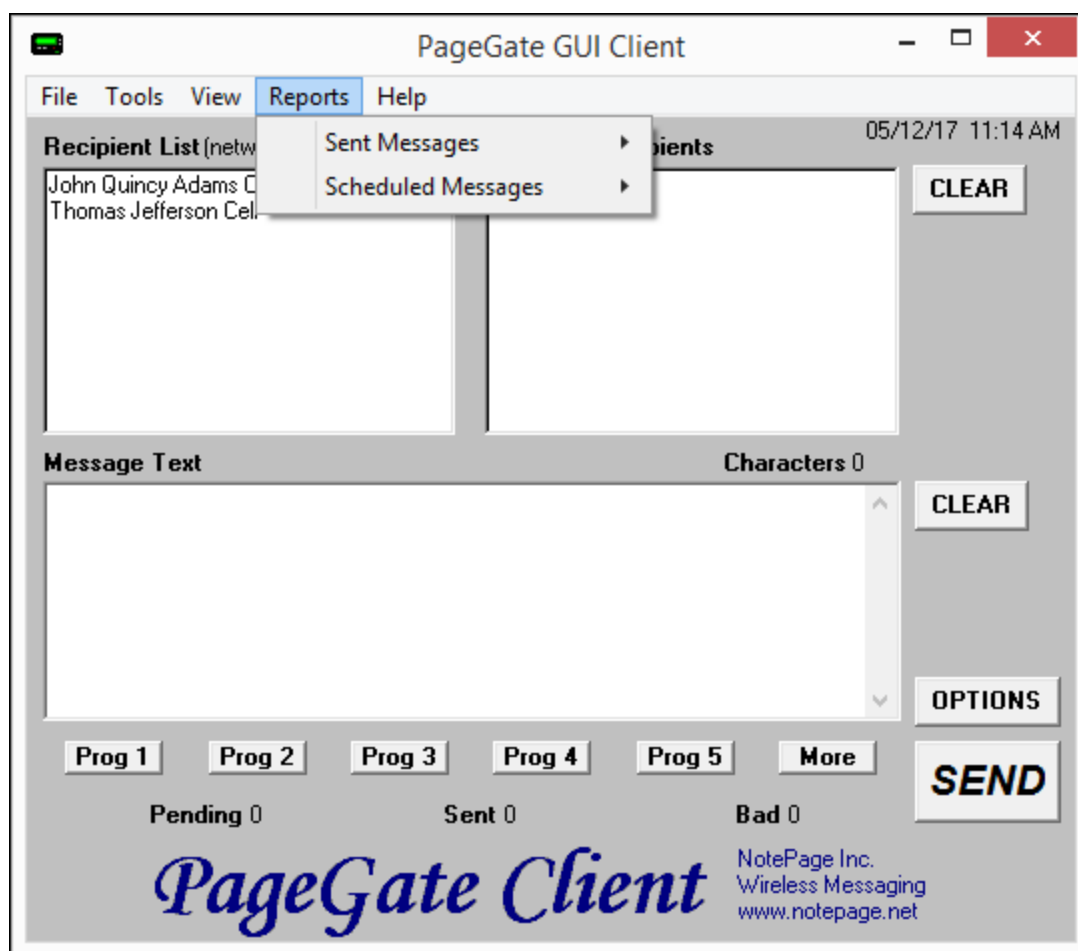 PageGate GUI Client
File Tools View Reports Help
05/12/17 11:14 AM
Sent Messages
Scheduled Messages
Recipient List
John Quincy Adams
Thomas Jefferson
CLEAR
Message Text Characters 0
CLEAR
OPTIONS
Prog 1 Prog 2 Prog 3 Prog 4 Prog 5 More
SEND
Pending 0 Sent 0 Bad 0
PageGate Client
NotePage Inc.
Wireless Messaging
www.notepage.net